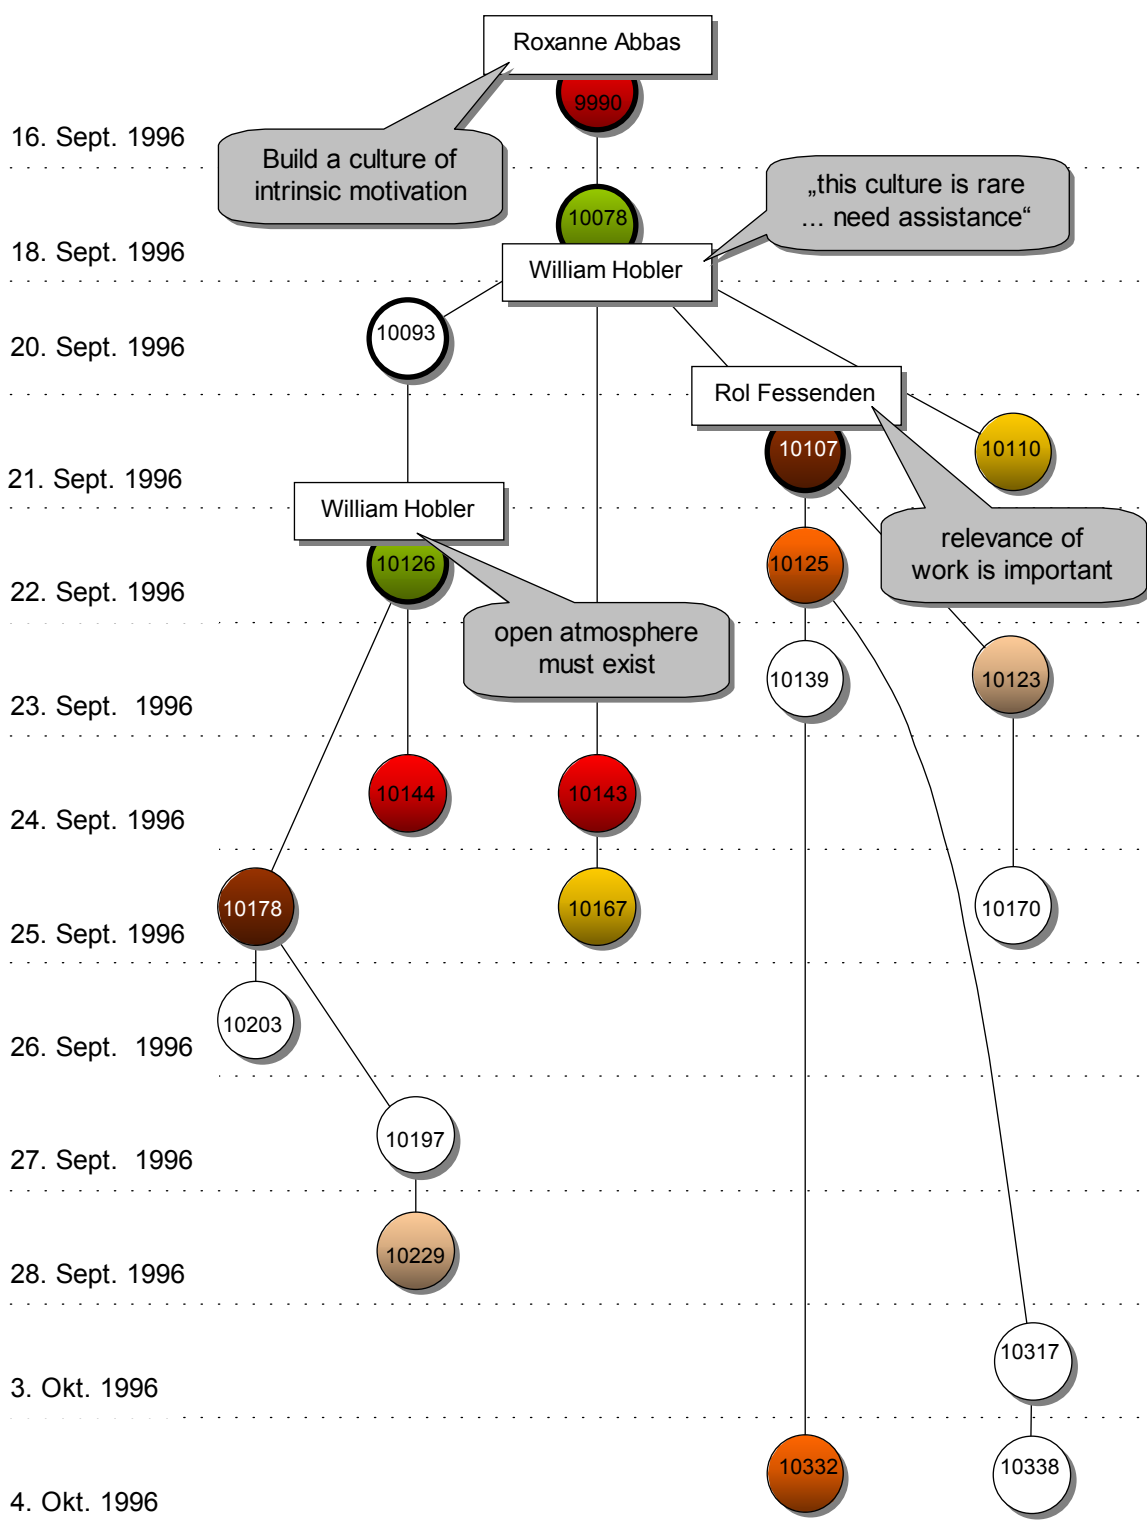 Roxanne Abbas
9990
16. Sept. 1996
Build a culture of
intrinsic motivation
„this culture is rare
... need assistance“
10078
18. Sept. 1996
William Hobler
10093
20. Sept. 1996
Rol Fessenden
10107
10110
21. Sept. 1996
William Hobler
relevance of
work is important
10126
10125
22. Sept. 1996
open atmosphere
must exist
10139
10123
23. Sept. 1996
10144
10143
24. Sept. 1996
10178
10167
10170
25. Sept. 1996
10203
26. Sept. 1996
10197
27. Sept. 1996
10229
28. Sept. 1996
10317
3. Okt. 1996
10332
10338
4. Okt. 1996